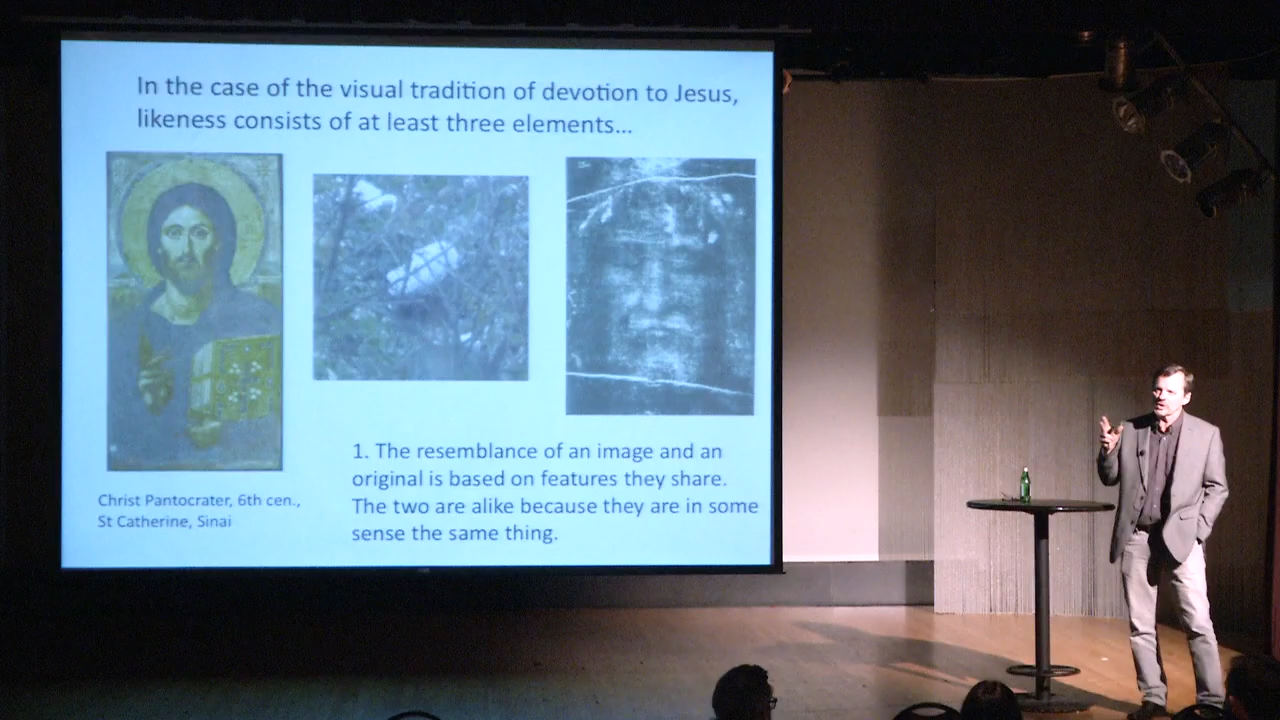 In the case of the visual tradition of devotion to Jesus,
likeness consists of at least three elements...
1. The resemblance of an image and an
original is based on features they share.
The two are alike because they are in some
sense the same thing.
Christ Pantocrater, 6th cen.,
St Catherine, Sinai